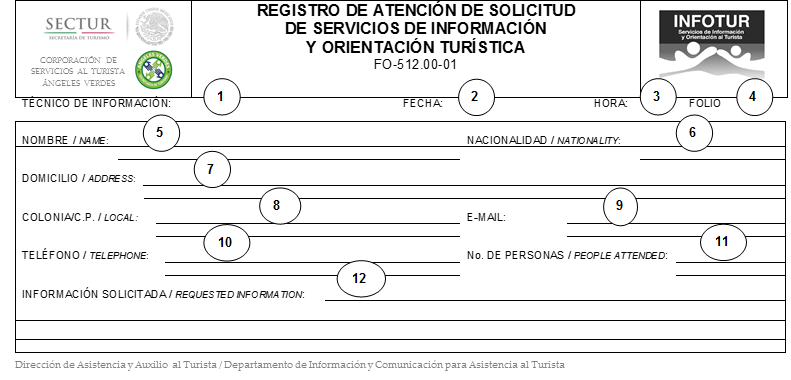 SECTUR
SECRETARÍA DE TURISMO
CORPORACIÓN DE
SERVICIOS AL TURISTA
ÁNGELES VERDES
REGISTRO DE ATENCIÓN DE SOLICITUD
DE SERVICIOS DE INFORMACIÓN
Y ORIENTACIÓN TURÍSTICA
FO-512.00-01
INFOTUR
Servicios de Información
y Orientación al Turista
TÉCNICO DE INFORMACIÓN: 1 FECHA: 2 HORA: 3 FOLIO 4
NOMBRE / NAME: 5 NACIONALIDAD / NATIONALITY: 6
DOMICILIO / ADDRESS: 7
COLONIA/C.P. / LOCAL: 8 E-MAIL: 9
TELÉFONO / TELEPHONE: 10 No. DE PERSONAS / PEOPLE ATTENDED: 11
INFORMACIÓN SOLICITADA / REQUESTED INFORMATION: 12
Dirección de Asistencia y Auxilio al Turista / Departamento de Información y Comunicación para Asistencia al Turista